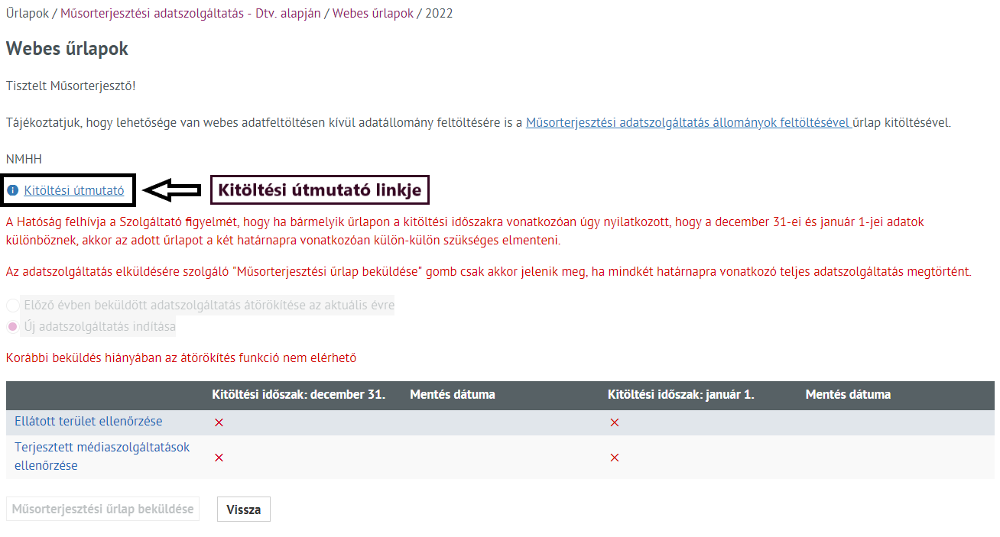 Űrlapok / Műsorterjesztési adatszolgáltatás - Dtv. alapján / Webes űrlapok / 2022
Webes űrlapok
Tisztelt Műsorterjesztő!
Tájékoztatjuk, hogy lehetősége van webes adatfeltöltésen kívül adatállomány feltöltésére is a Műsorterjesztési adatszolgáltatás állományok feltöltésével űrlap kitöltésével.
NMHH
Kitöltési útmutató
Kitöltési útmutató linkje
A Hatóság felhívja a Szolgáltató figyelmét, hogy ha bármelyik űrlapon a kitöltési időszakra vonatkozóan úgy nyilatkozott, hogy a december 31-ei és január 1-jei adatok
különböznek, akkor az adott űrlapot a két határnapra vonatkozóan külön-külön szükséges elmenteni.
Az adatszolgáltatás elküldésére szolgáló "Műsorterjesztési űrlap beküldése" gomb csak akkor jelenik meg, ha mindkét határnapra vonatkozó teljes adatszolgáltatás megtörtént.
Előző évben beküldött adatszolgáltatás átörökítése az aktuális évre
Új adatszolgáltatás indítása
Korábbi beküldés hiányában az átörökítés funkció nem elérhető
Kitöltési időszak: december 31. Mentés dátuma Kitöltési időszak: január 1. Mentés dátuma
Ellátott terület ellenőrzése
Terjesztett médiaszolgáltatások
ellenőrzése
Műsorterjesztési űrlap beküldése Vissza